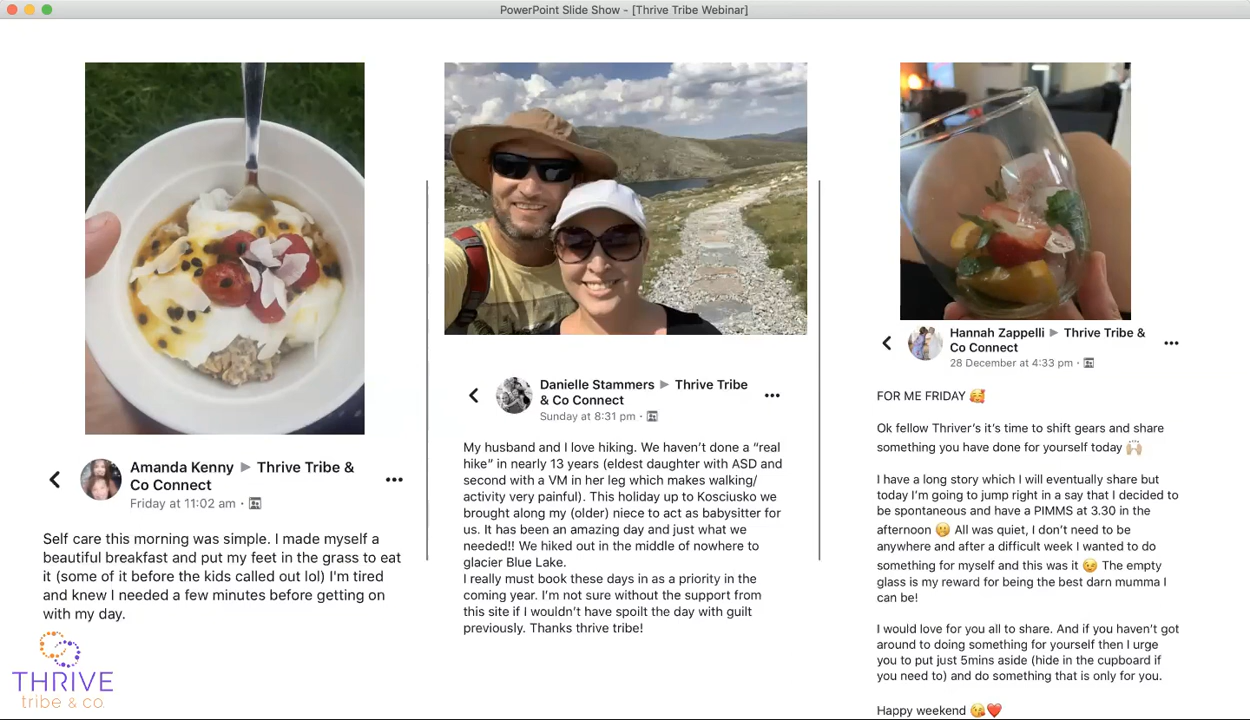 PowerPoint Slide Show - [Thrive Tribe Webinar]
Amanda Kenny ▶ Thrive Tribe &
Co Connect
Friday at 11:02 am ·
Self care this morning was simple. I made myself a
beautiful breakfast and put my feet in the grass to eat
it (some of it before the kids called out lol) I'm tired
and knew I needed a few minutes before getting on
with my day.
THRIVE
tribe & co.
Danielle Stammers ▶ Thrive Tribe
& Co Connect
Sunday at 8:31 pm ·
My husband and I love hiking. We haven't done a “real
hike” in nearly 13 years (eldest daughter with ASD and
second with a VM in her leg which makes walking/
activity very painful). This holiday up to Kosciusko we
brought along my (older) niece to act as babysitter for
us. It has been an amazing day and just what we
needed!! We hiked out in the middle of nowhere to
glacier Blue Lake.
I really must book these days in as a priority in the
coming year. I'm not sure without the support from
this site if I wouldn't have spoilt the day with guilt
previously. Thanks thrive tribe!
Hannah Zappelli ▶ Thrive Tribe &
Co Connect
28 December at 4:33 pm ·
FOR ME FRIDAY 🥰
Ok fellow Thriver's it's time to shift gears and share
something you have done for yourself today 🙌🏼
I have a long story which I will eventually share but
today I'm going to jump right in a say that I decided to
be spontaneous and have a PIMMS at 3.30 in the
afternoon 🤭 All was quiet, I don't need to be
anywhere and after a difficult week I wanted to do
something for myself and this was it 😉 The empty
glass is my reward for being the best darn mumma I
can be!
I would love for you all to share. And if you haven't got
around to doing something for yourself then I urge
you to put just 5mins aside (hide in the cupboard if
you need to) and do something that is only for you.
Happy weekend 😘❤️